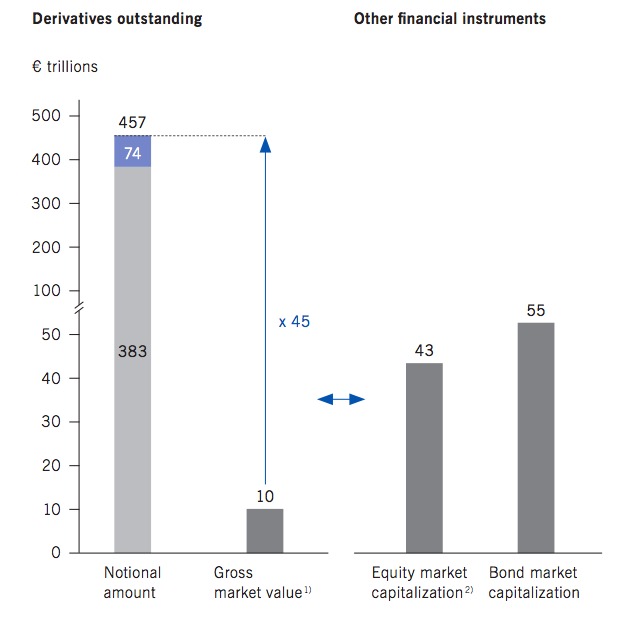 Derivatives outstanding
Other financial instruments
€ trillions
500
400
300
200
100
50
40
30
20
10
0
457
74
383
x 45
10
43
55
Notional
amount
Gross
market value 1)
Equity market
capitalization 2)
Bond market
capitalization